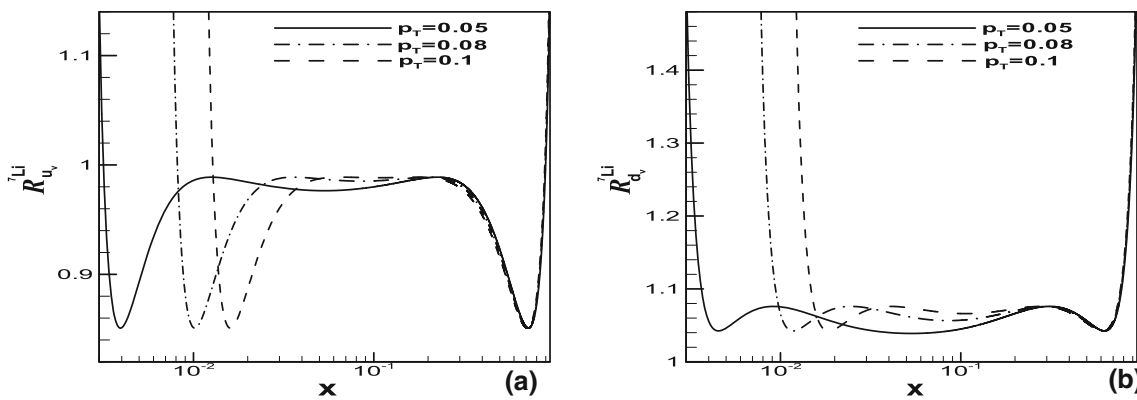 p_T=0.05
p_T=0.08
p_T=0.1
1.1
1
0.9
R^{7Li}_{u_v}
10^-2
10^-1
x
(a)
p_T=0.05
p_T=0.08
p_T=0.1
1.4
1.3
1.2
1.1
1
R^{7Li}_{d_v}
10^-2
10^-1
x
(b)